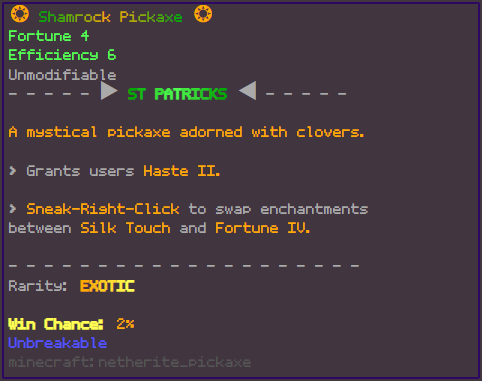 Shamrock Pickaxe
Fortune 4
Efficiency 6
Unmodifiable
- - - - - ▶ ST PATRICKS ◀ - - - - -
A mystical pickaxe adorned with clovers.
> Grants users Haste II.
> Sneak-Right-Click to swap enchantments
between Silk Touch and Fortune IV.
- - - - - - - - - - - - - - - - - - - - -
Rarity: EXOTIC
Win Chance: 2%
Unbreakable
minecraft:netherite_pickaxe